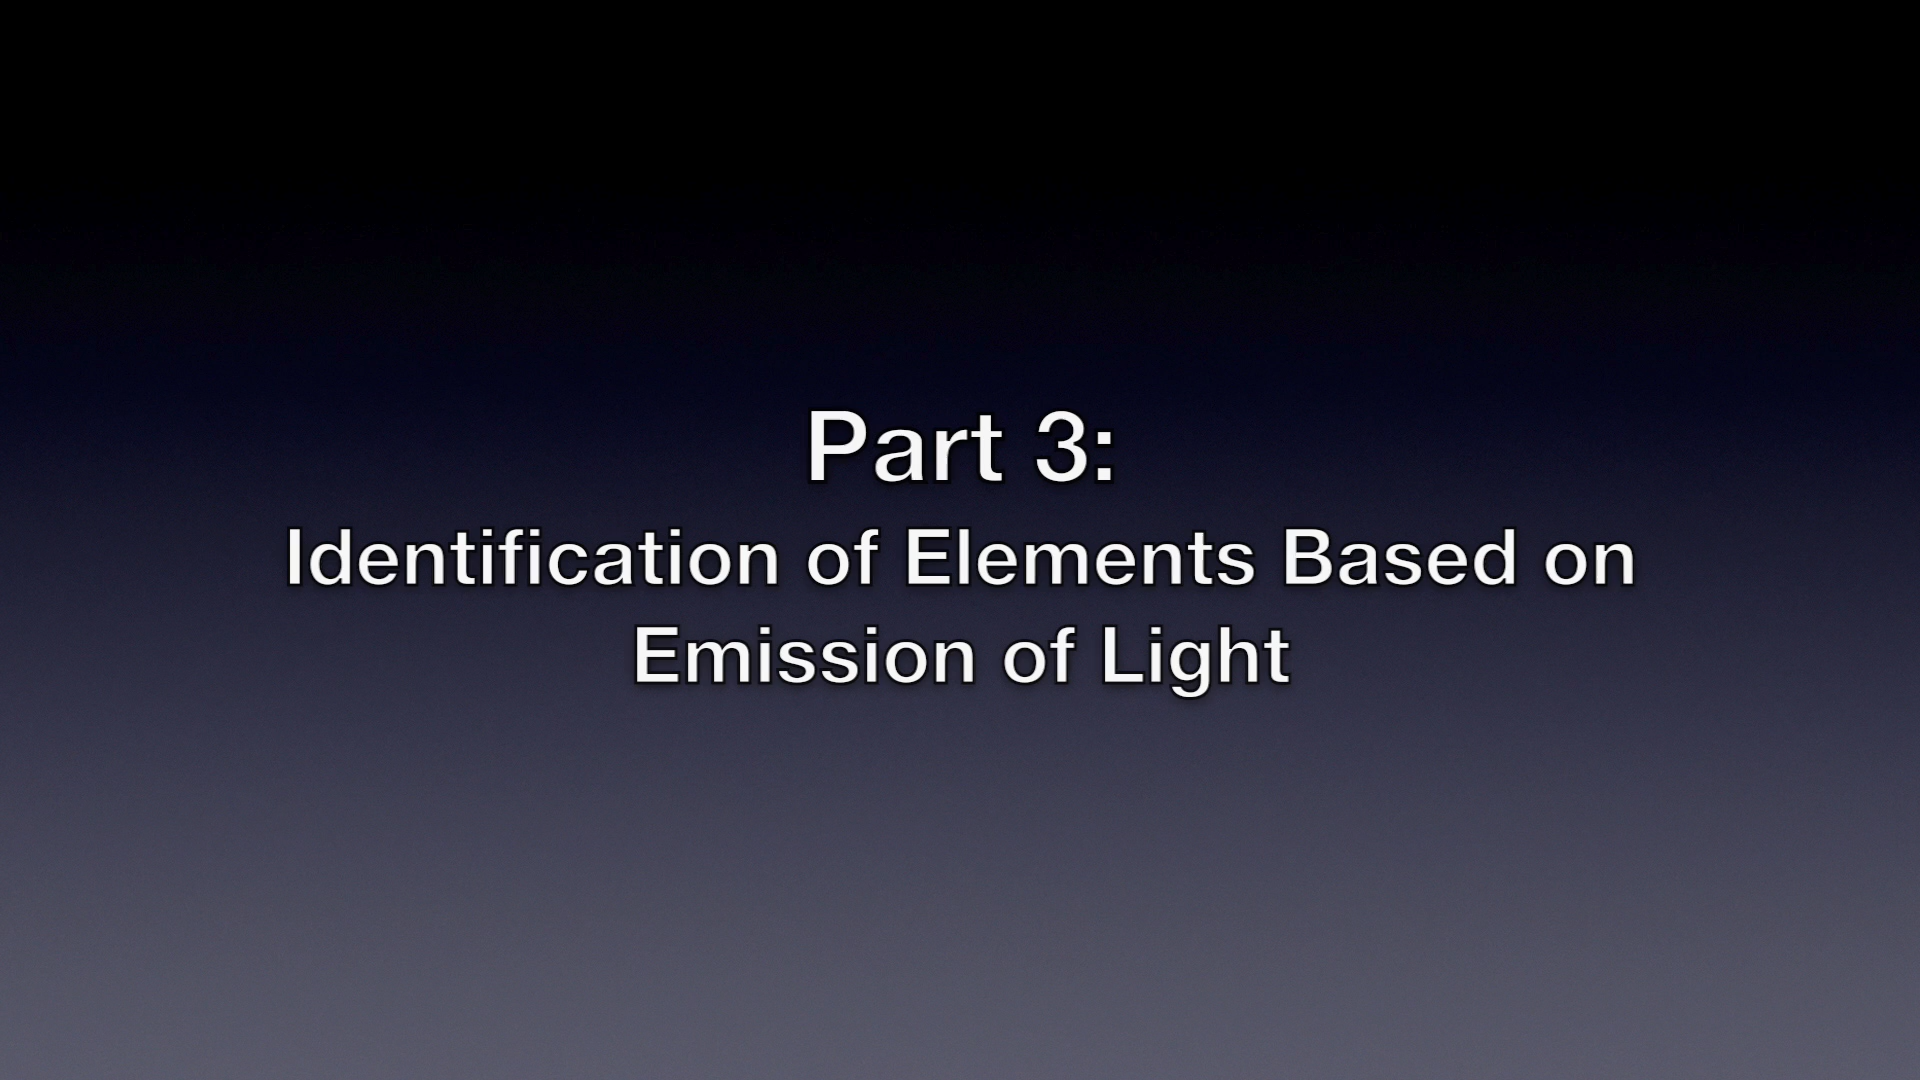 Part 3:
Identification of Elements Based on
Emission of Light